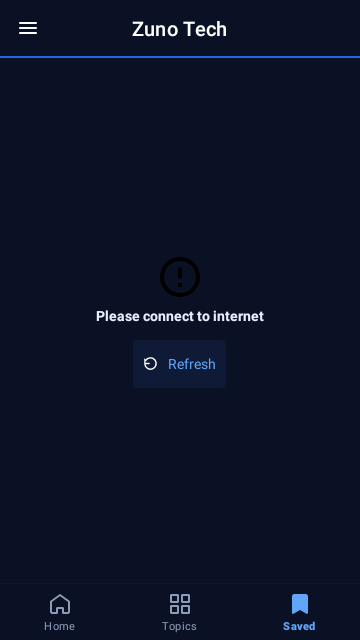 Zuno Tech
Please connect to internet
Refresh
Home
Topics
Saved